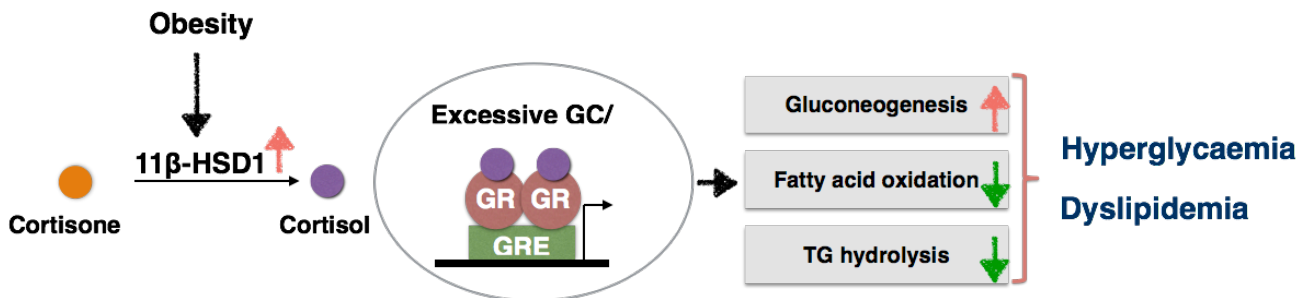 Obesity
11β-HSD1
Cortisone
Cortisol
Excessive GC/
GR GR
GRE
Gluconeogenesis
Fatty acid oxidation
TG hydrolysis
Hyperglycaemia
Dyslipidemia